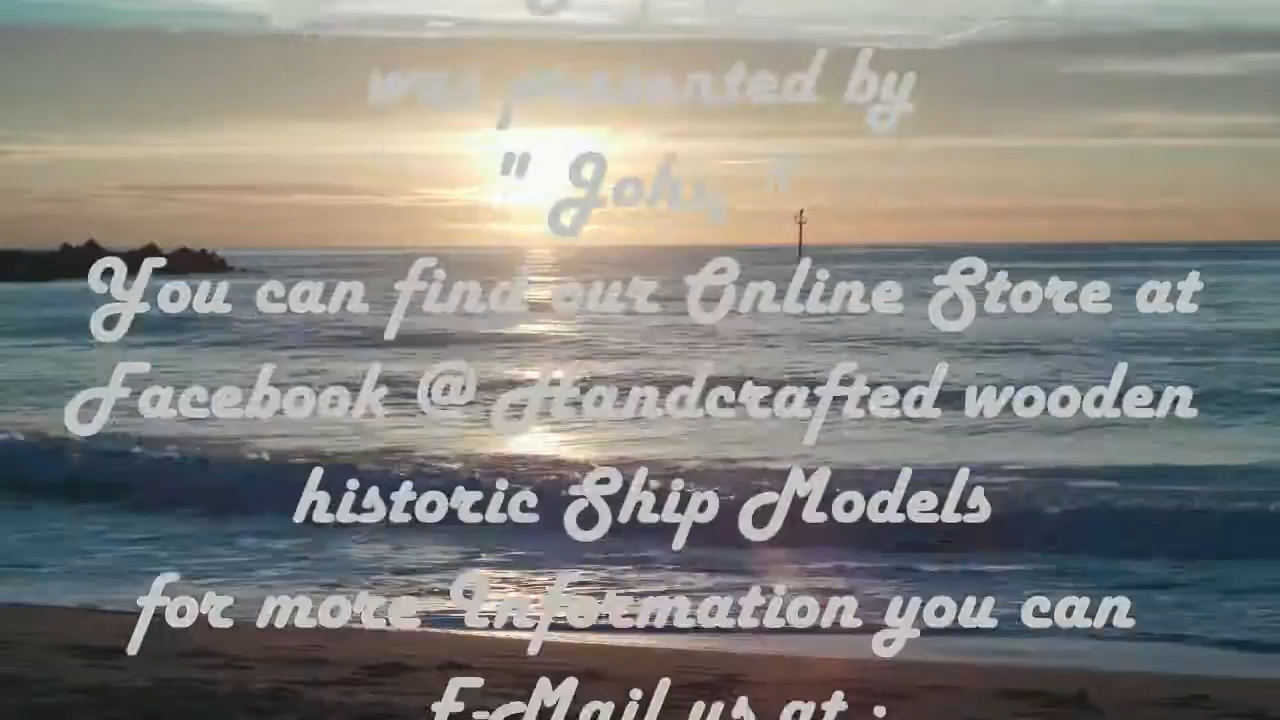 was presented by
" John "
You can find our Online Store at
Facebook @ Handcrafted wooden
historic Ship Models
for more Information you can
E-Mail us at :